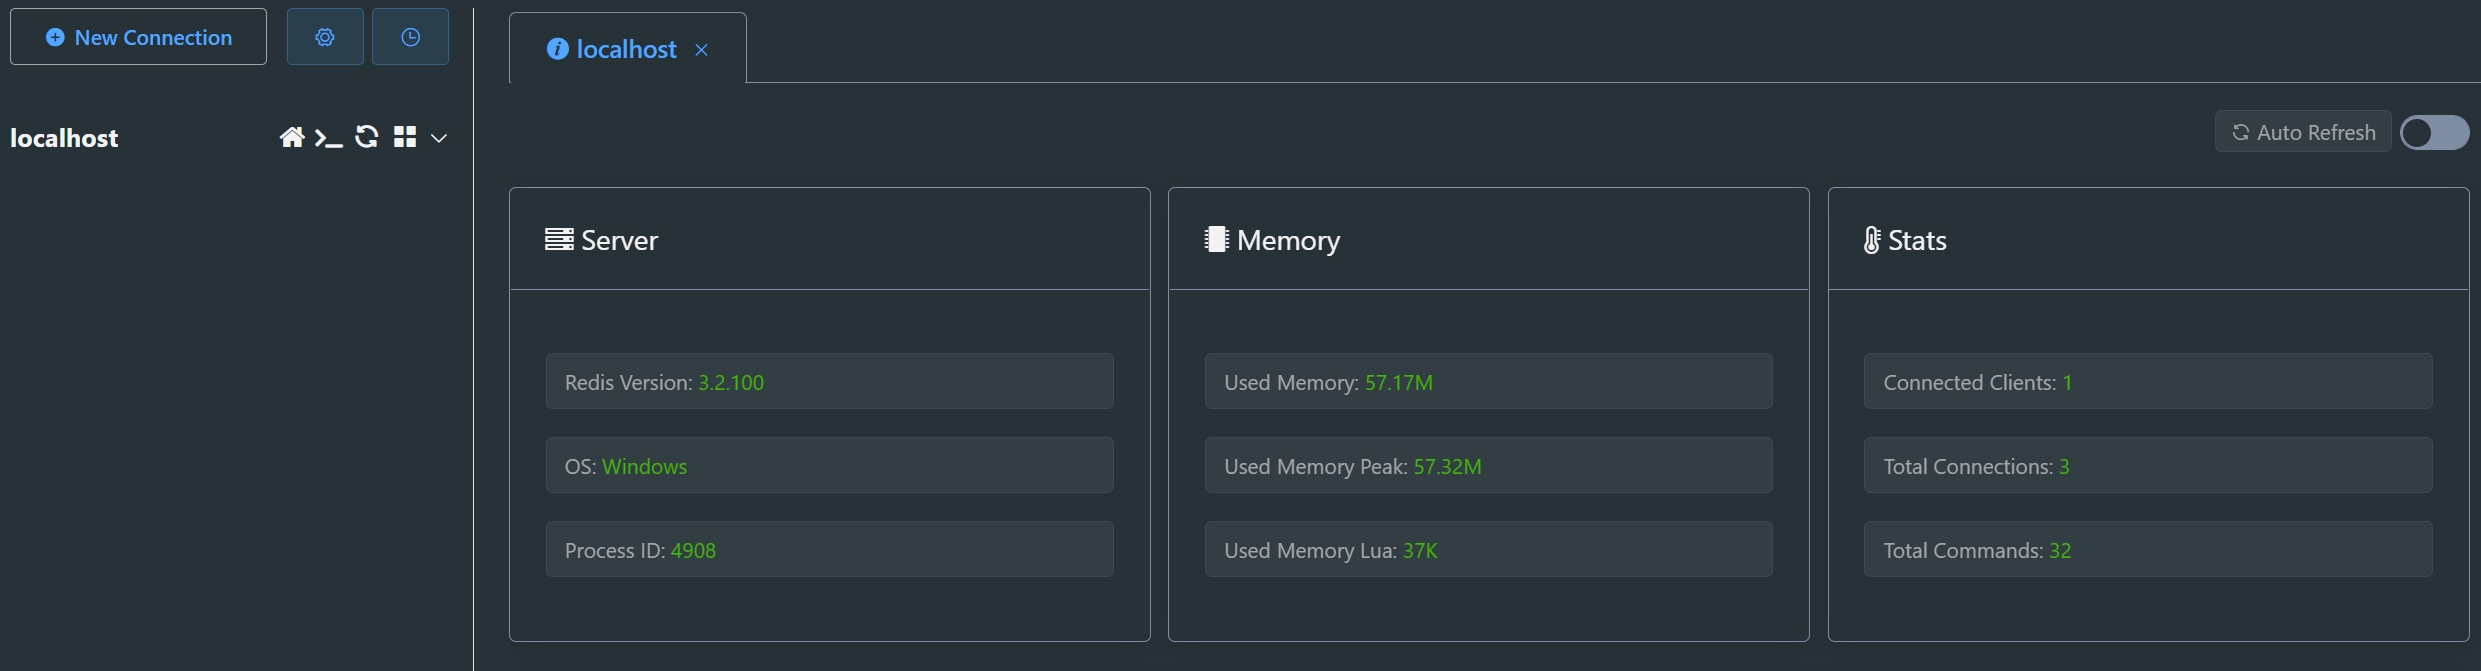 New Connection
localhost
localhost
Auto Refresh
Server
Redis Version: 3.2.100
OS: Windows
Process ID: 4908
Memory
Used Memory: 57.17M
Used Memory Peak: 57.32M
Used Memory Lua: 37K
Stats
Connected Clients: 1
Total Connections: 3
Total Commands: 32